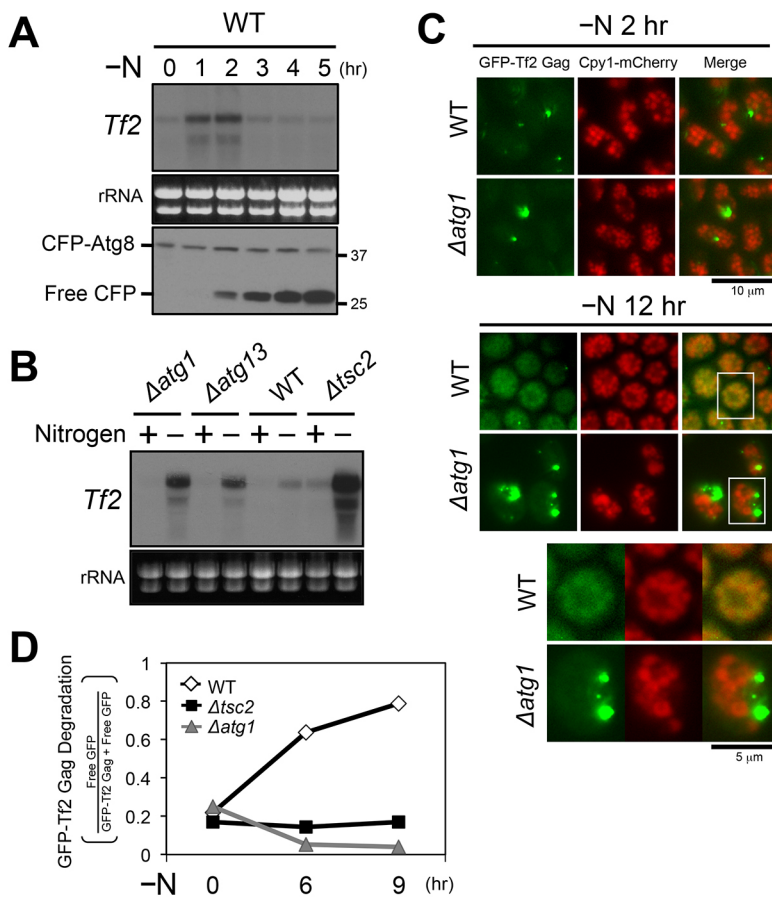 A
WT
−N 0 1 2 3 4 5 (hr)
Tf2
rRNA
CFP-Atg8
37
Free CFP
25
B
Δatg1 Δatg13 WT Δtsc2
Nitrogen + − + − + − + −
Tf2
rRNA
C
−N 2 hr
GFP-Tf2 Gag Cpy1-mCherry Merge
WT
Δatg1
10 μm
−N 12 hr
WT
Δatg1
WT
Δatg1
5 μm
D
GFP-Tf2 Gag Degradation
Free GFP
GFP-Tf2 Gag + Free GFP
1
0.8
0.6
0.4
0.2
0
WT
Δtsc2
Δatg1
−N 0 6 9 (hr)